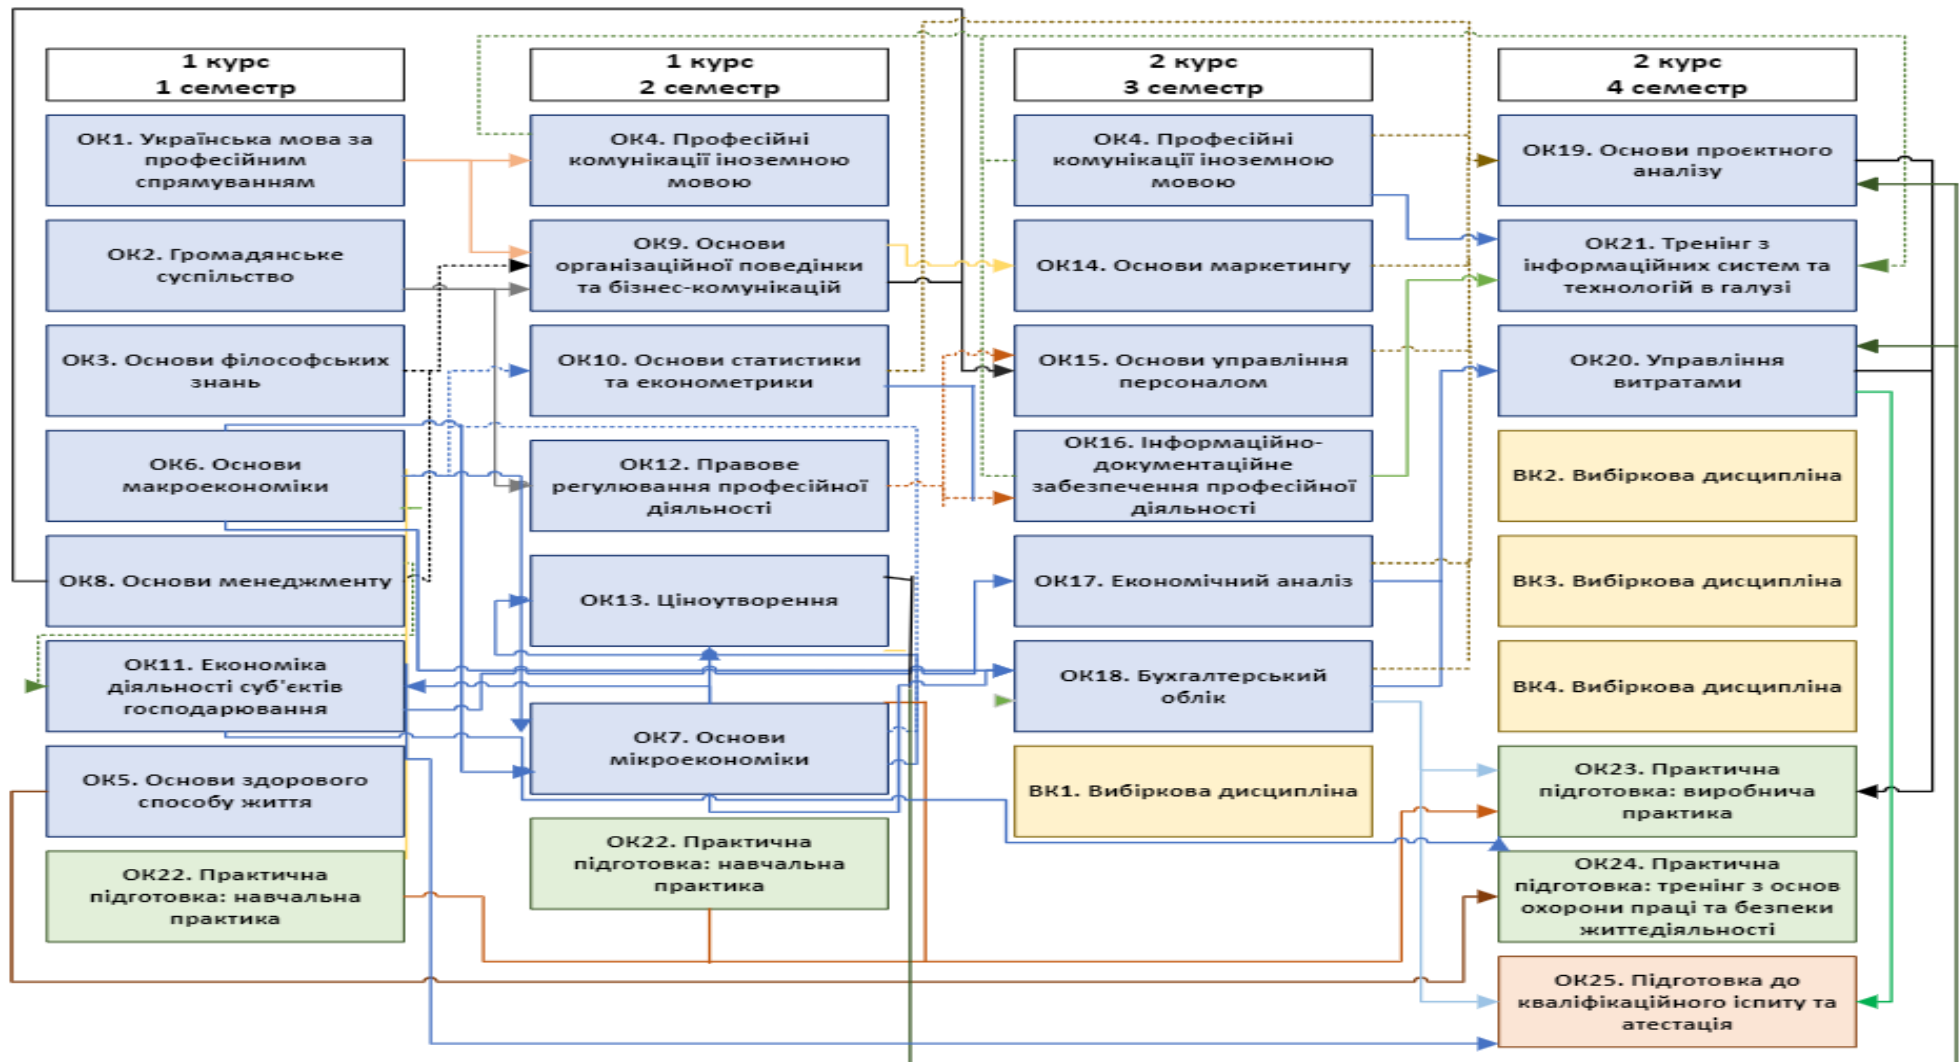 1 курс
1 семестр
ОК1. Українська мова за
професійним
спрямуванням
ОК2. Громадянське
суспільство
ОК3. Основи філософських
знань
ОК6. Основи
макроекономіки
ОК8. Основи менеджменту
ОК11. Економіка
діяльності суб'єктів
господарювання
ОК5. Основи здорового
способу життя
ОК22. Практична
підготовка: навчальна
практика
1 курс
2 семестр
ОК4. Професійні
комунікації іноземною
мовою
ОК9. Основи
організаційної поведінки
та бізнес-комунікацій
ОК10. Основи статистики
та економетрики
ОК12. Правове
регулювання професійної
діяльності
ОК13. Ціноутворення
ОК7. Основи
мікроекономіки
ОК22. Практична
підготовка: навчальна
практика
2 курс
3 семестр
ОК4. Професійні
комунікації іноземною
мовою
ОК14. Основи маркетингу
ОК15. Основи управління
персоналом
ОК16. Інформаційно-
документаційне
забезпечення професійної
діяльності
ОК17. Економічний аналіз
ОК18. Бухгалтерський
облік
ВК1. Вибіркова дисципліна
2 курс
4 семестр
ОК19. Основи проєктного
аналізу
ОК21. Тренінг з
інформаційних систем та
технологій в галузі
ОК20. Управління
витратами
ВК2. Вибіркова дисципліна
ВК3. Вибіркова дисципліна
ВК4. Вибіркова дисципліна
ОК23. Практична
підготовка: виробнича
практика
ОК24. Практична
підготовка: тренінг з основ
охорони праці та безпеки
життєдіяльності
ОК25. Підготовка до
кваліфікаційного іспиту та
атестація